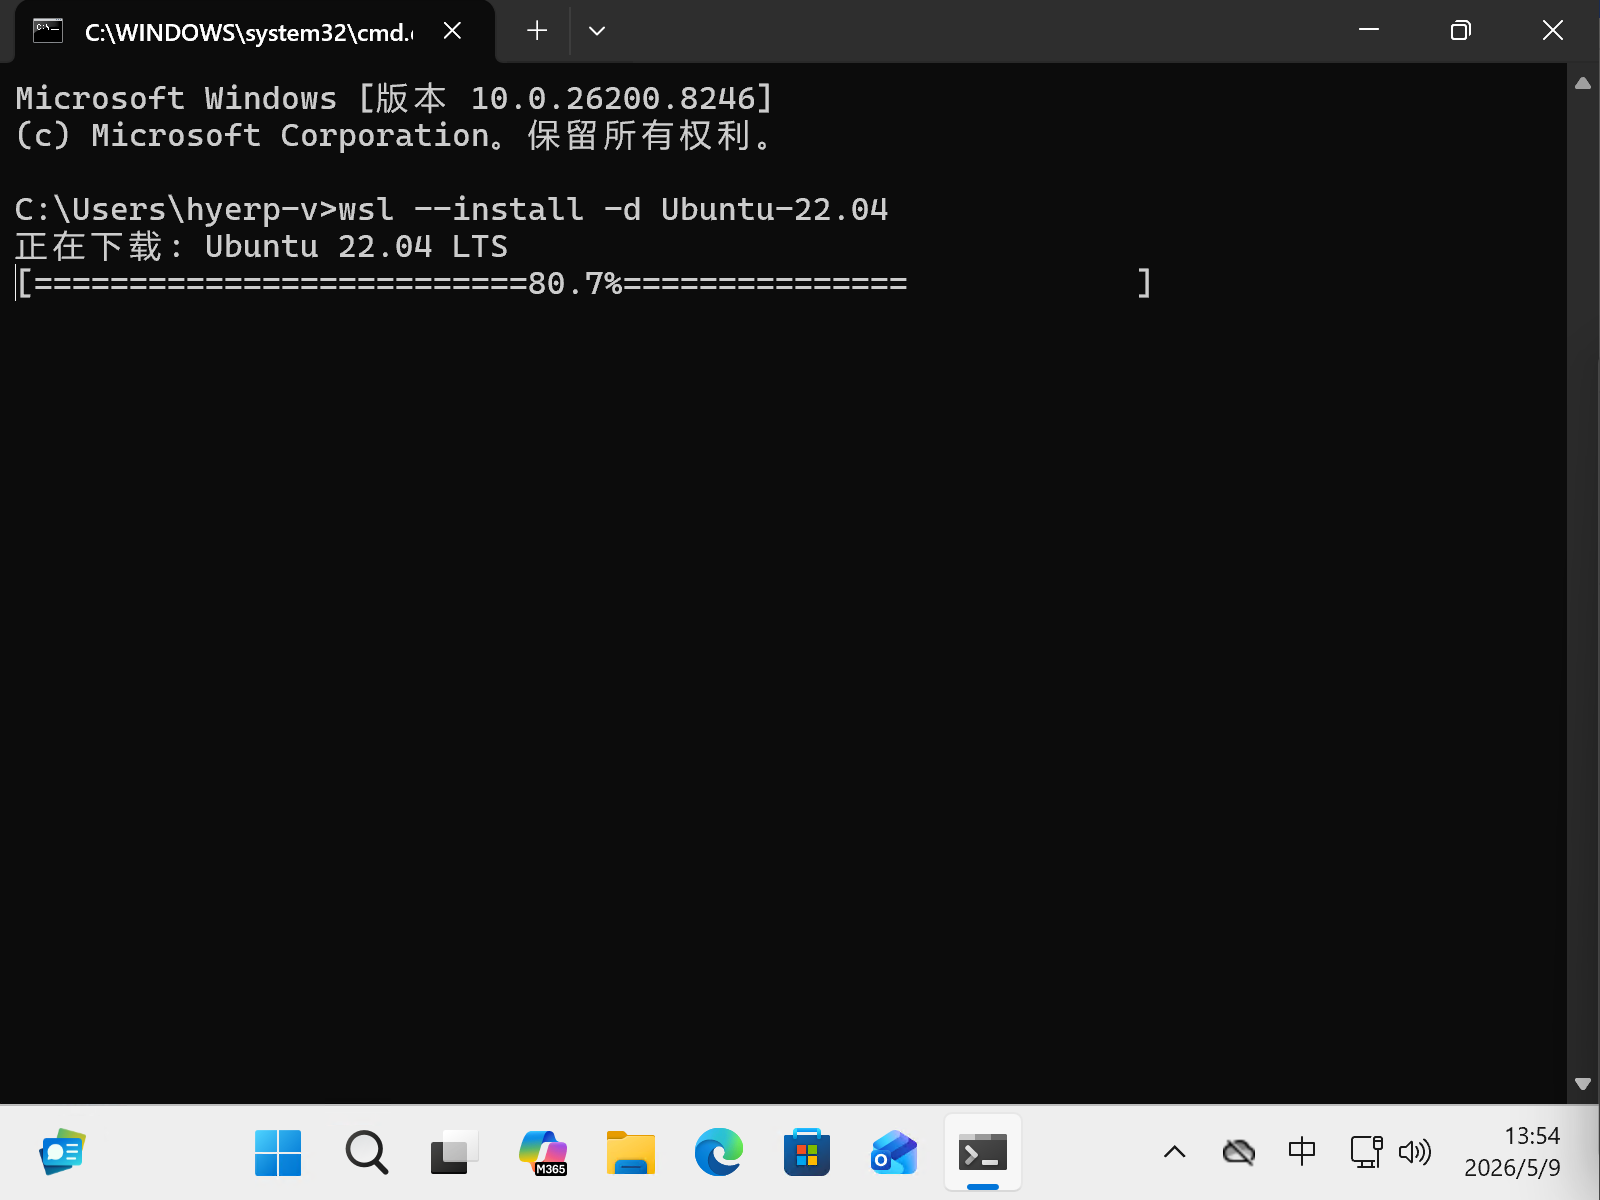 C:\WINDOWS\system32\cmd.
Microsoft Windows [版本 10.0.26200.8246]
(c) Microsoft Corporation。保留所有权利。
C:\Users\hyerp-v>wsl --install -d Ubuntu-22.04
正在下载: Ubuntu 22.04 LTS
[==========================80.7%===============            ]
M365
中
13:54
2026/5/9